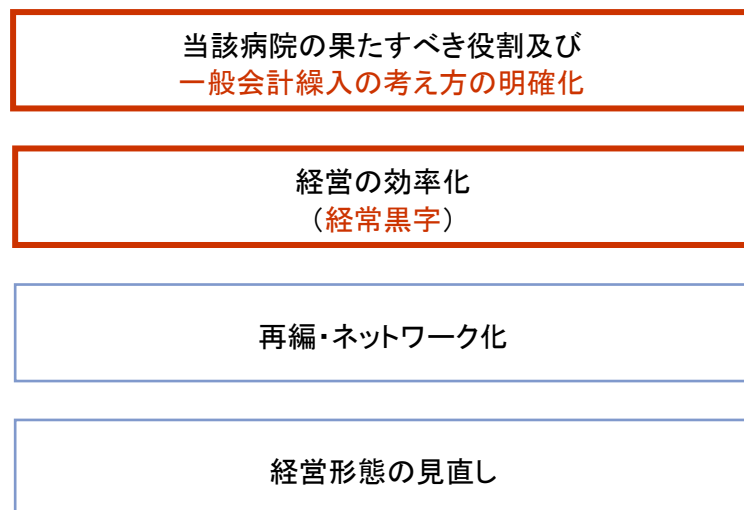 当該病院の果たすべき役割及び
一般会計繰入の考え方の明確化
経営の効率化
（経常黒字）
再編・ネットワーク化
経営形態の見直し